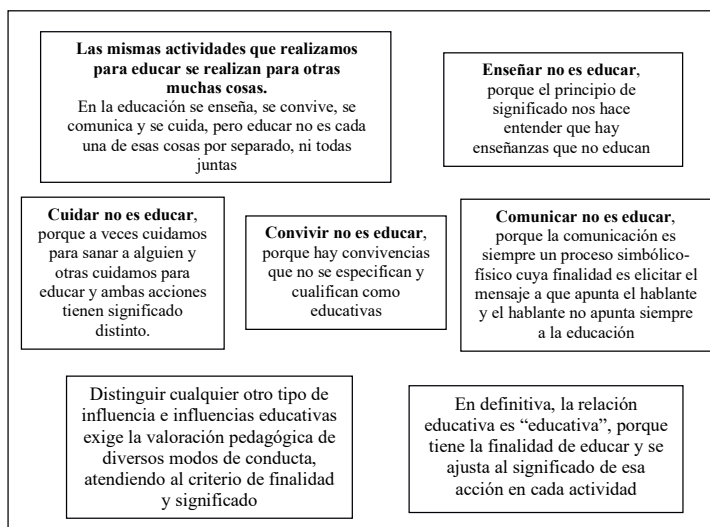 Las mismas actividades que realizamos
para educar se realizan para otras
muchas cosas.
En la educación se enseña, se convive, se
comunica y se cuida, pero educar no es cada
una de esas cosas por separado, ni todas
juntas
Enseñar no es educar,
porque el principio de
significado nos hace
entender que hay
enseñanzas que no educan
Cuidar no es educar,
porque a veces cuidamos
para sanar a alguien y
otras cuidamos para
educar y ambas acciones
tienen significado
distinto.
Convivir no es educar,
porque hay convivencias
que no se especifican y
cualifican como
educativas
Comunicar no es educar,
porque la comunicación es
siempre un proceso simbólico-
físico cuya finalidad es elicitar el
mensaje a que apunta el hablante
y el hablante no apunta siempre
a la educación
Distinguir cualquier otro tipo de
influencia e influencias educativas
exige la valoración pedagógica de
diversos modos de conducta,
atendiendo al criterio de finalidad
y significado
En definitiva, la relación
educativa es “educativa”, porque
tiene la finalidad de educar y se
ajusta al significado de esa
acción en cada actividad